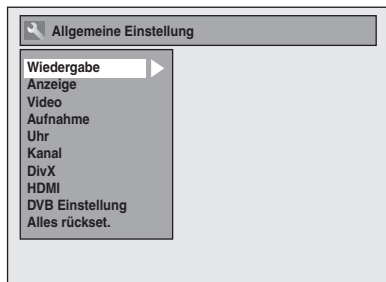 Allgemeine Einstellung
Wiedergabe
Anzeige
Video
Aufnahme
Uhr
Kanal
DivX
HDMI
DVB Einstellung
Alles rückset.